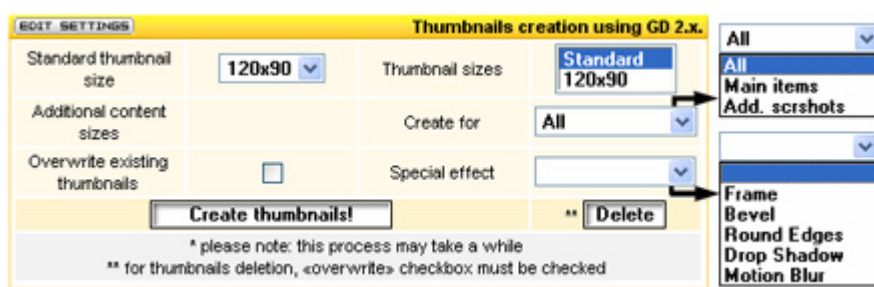 EDIT SETTINGS
Thumbnails creation using GD 2.x.
Standard thumbnail
size
120x90
Thumbnail sizes
Standard
120x90
Additional content
sizes
Create for
All
Overwrite existing
thumbnails
Special effect
Create thumbnails!
** Delete
* please note: this process may take a while
** for thumbnails deletion, «overwrite» checkbox must be checked
All
All
Main items
Add. scrshots
Frame
Bevel
Round Edges
Drop Shadow
Motion Blur